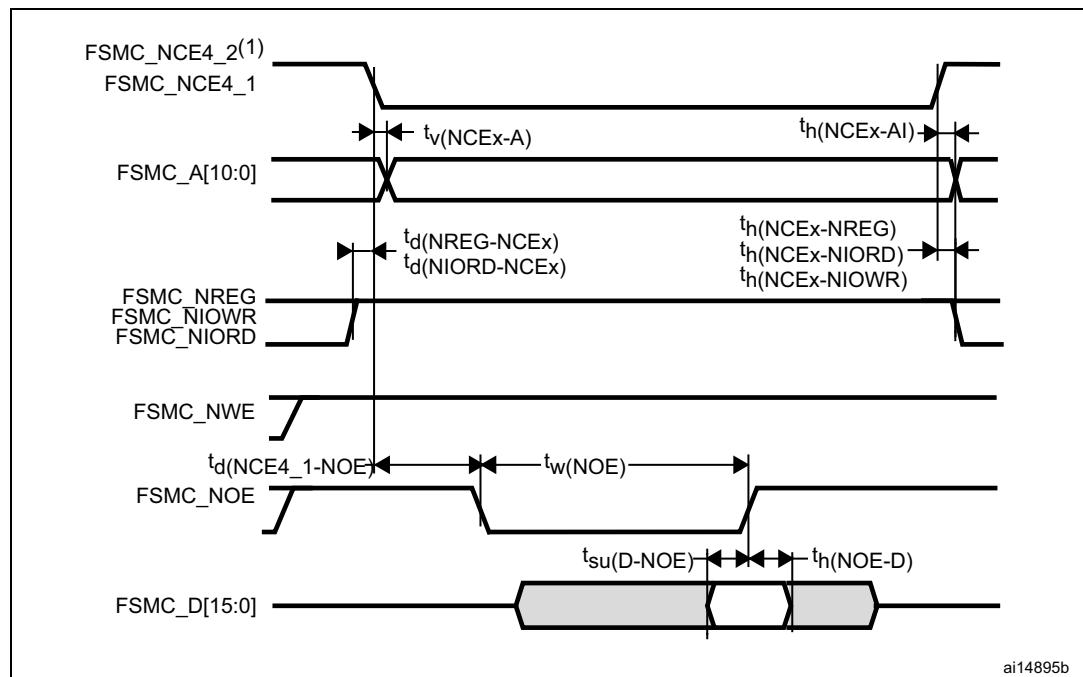 FSMC_NCE4_2(1)
FSMC_NCE4_1
tv(NCEx-A)
th(NCEx-AI)
FSMC_A[10:0]
td(NREG-NCEx)
td(NIORD-NCEx)
th(NCEx-NREG)
th(NCEx-NIORD)
th(NCEx-NIOWR)
FSMC_NREG
FSMC_NIOWR
FSMC_NIORD
FSMC_NWE
td(NCE4_1-NOE)
tw(NOE)
FSMC_NOE
tsu(D-NOE)
th(NOE-D)
FSMC_D[15:0]
ai14895b